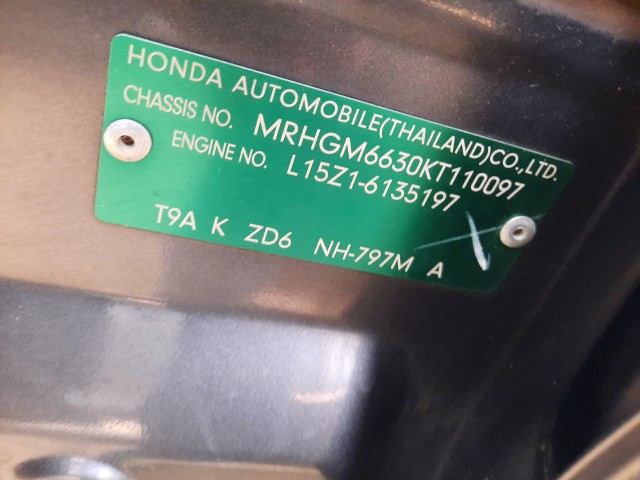 HONDA AUTOMOBILE(THAILAND)CO.,LTD.
CHASSIS NO. MRHGM6630KT110097
ENGINE NO. L15Z1-6135197
T9A K ZD6 NH-797M A